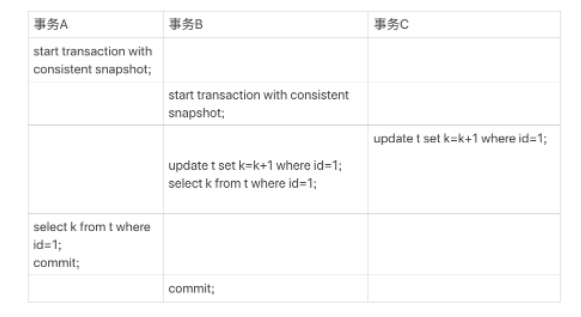 事务A
事务B
事务C
start transaction with
consistent snapshot;
start transaction with consistent
snapshot;
update t set k=k+1 where id=1;
update t set k=k+1 where id=1;
select k from t where id=1;
select k from t where
id=1;
commit;
commit;